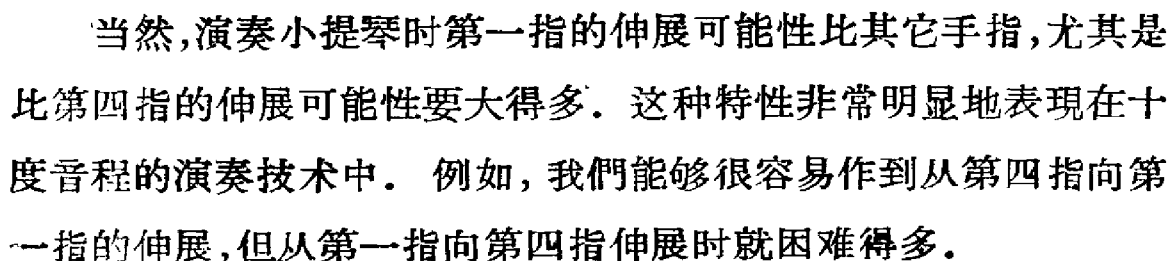 当然,演奏小提琴时第一指的伸展可能性比其它手指,尤其是
比第四指的伸展可能性要大得多. 这种特性非常明显地表現在十
度音程的演奏技术中. 例如,我們能够很容易作到从第四指向第
一指的伸展,但从第一指向第四指伸展时就困难得多.